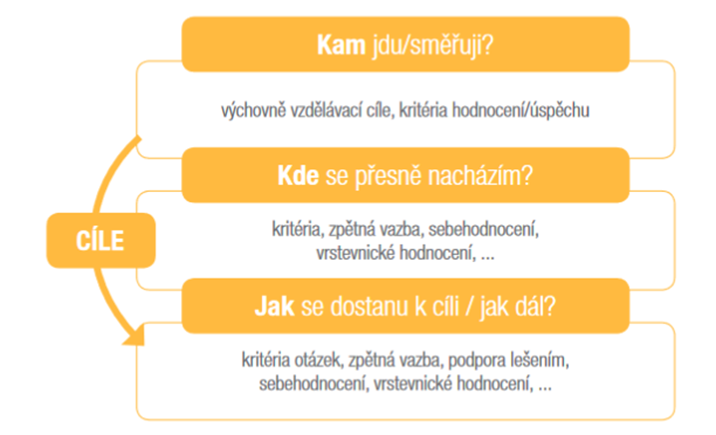 Kam jdu/směřuji?
výchovně vzdělávací cíle, kritéria hodnocení/úspěchu
Kde se přesně nacházím?
kritéria, zpětná vazba, sebehodnocení,
vrstevnické hodnocení, ...
CÍLE
Jak se dostanu k cíli / jak dál?
kritéria otázek, zpětná vazba, podpora lešením,
sebehodnocení, vrstevnické hodnocení, ...